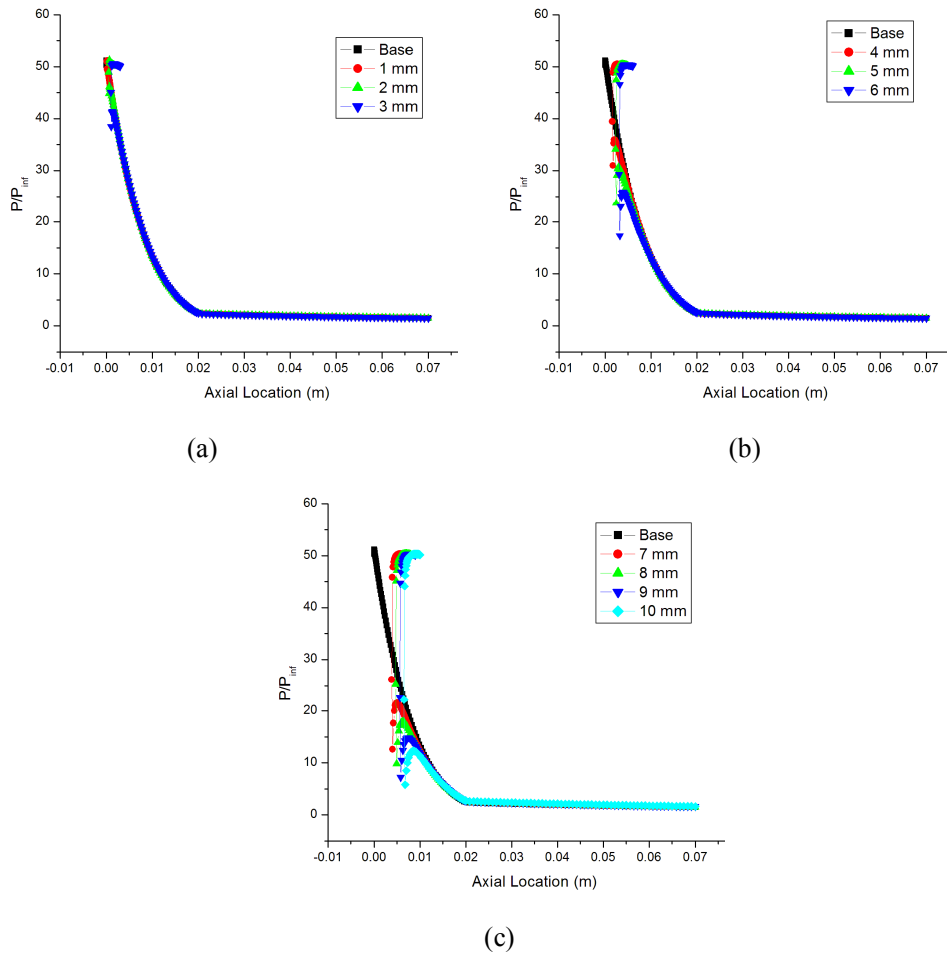 60
50
40
30
20
10
0
P/P_inf
-0.01 0.00 0.01 0.02 0.03 0.04 0.05 0.06 0.07
Axial Location (m)
Base
1 mm
2 mm
3 mm
(a)
60
50
40
30
20
10
0
P/P_inf
-0.01 0.00 0.01 0.02 0.03 0.04 0.05 0.06 0.07
Axial Location (m)
Base
4 mm
5 mm
6 mm
(b)
60
50
40
30
20
10
0
P/P_inf
-0.01 0.00 0.01 0.02 0.03 0.04 0.05 0.06 0.07
Axial Location (m)
Base
7 mm
8 mm
9 mm
10 mm
(c)